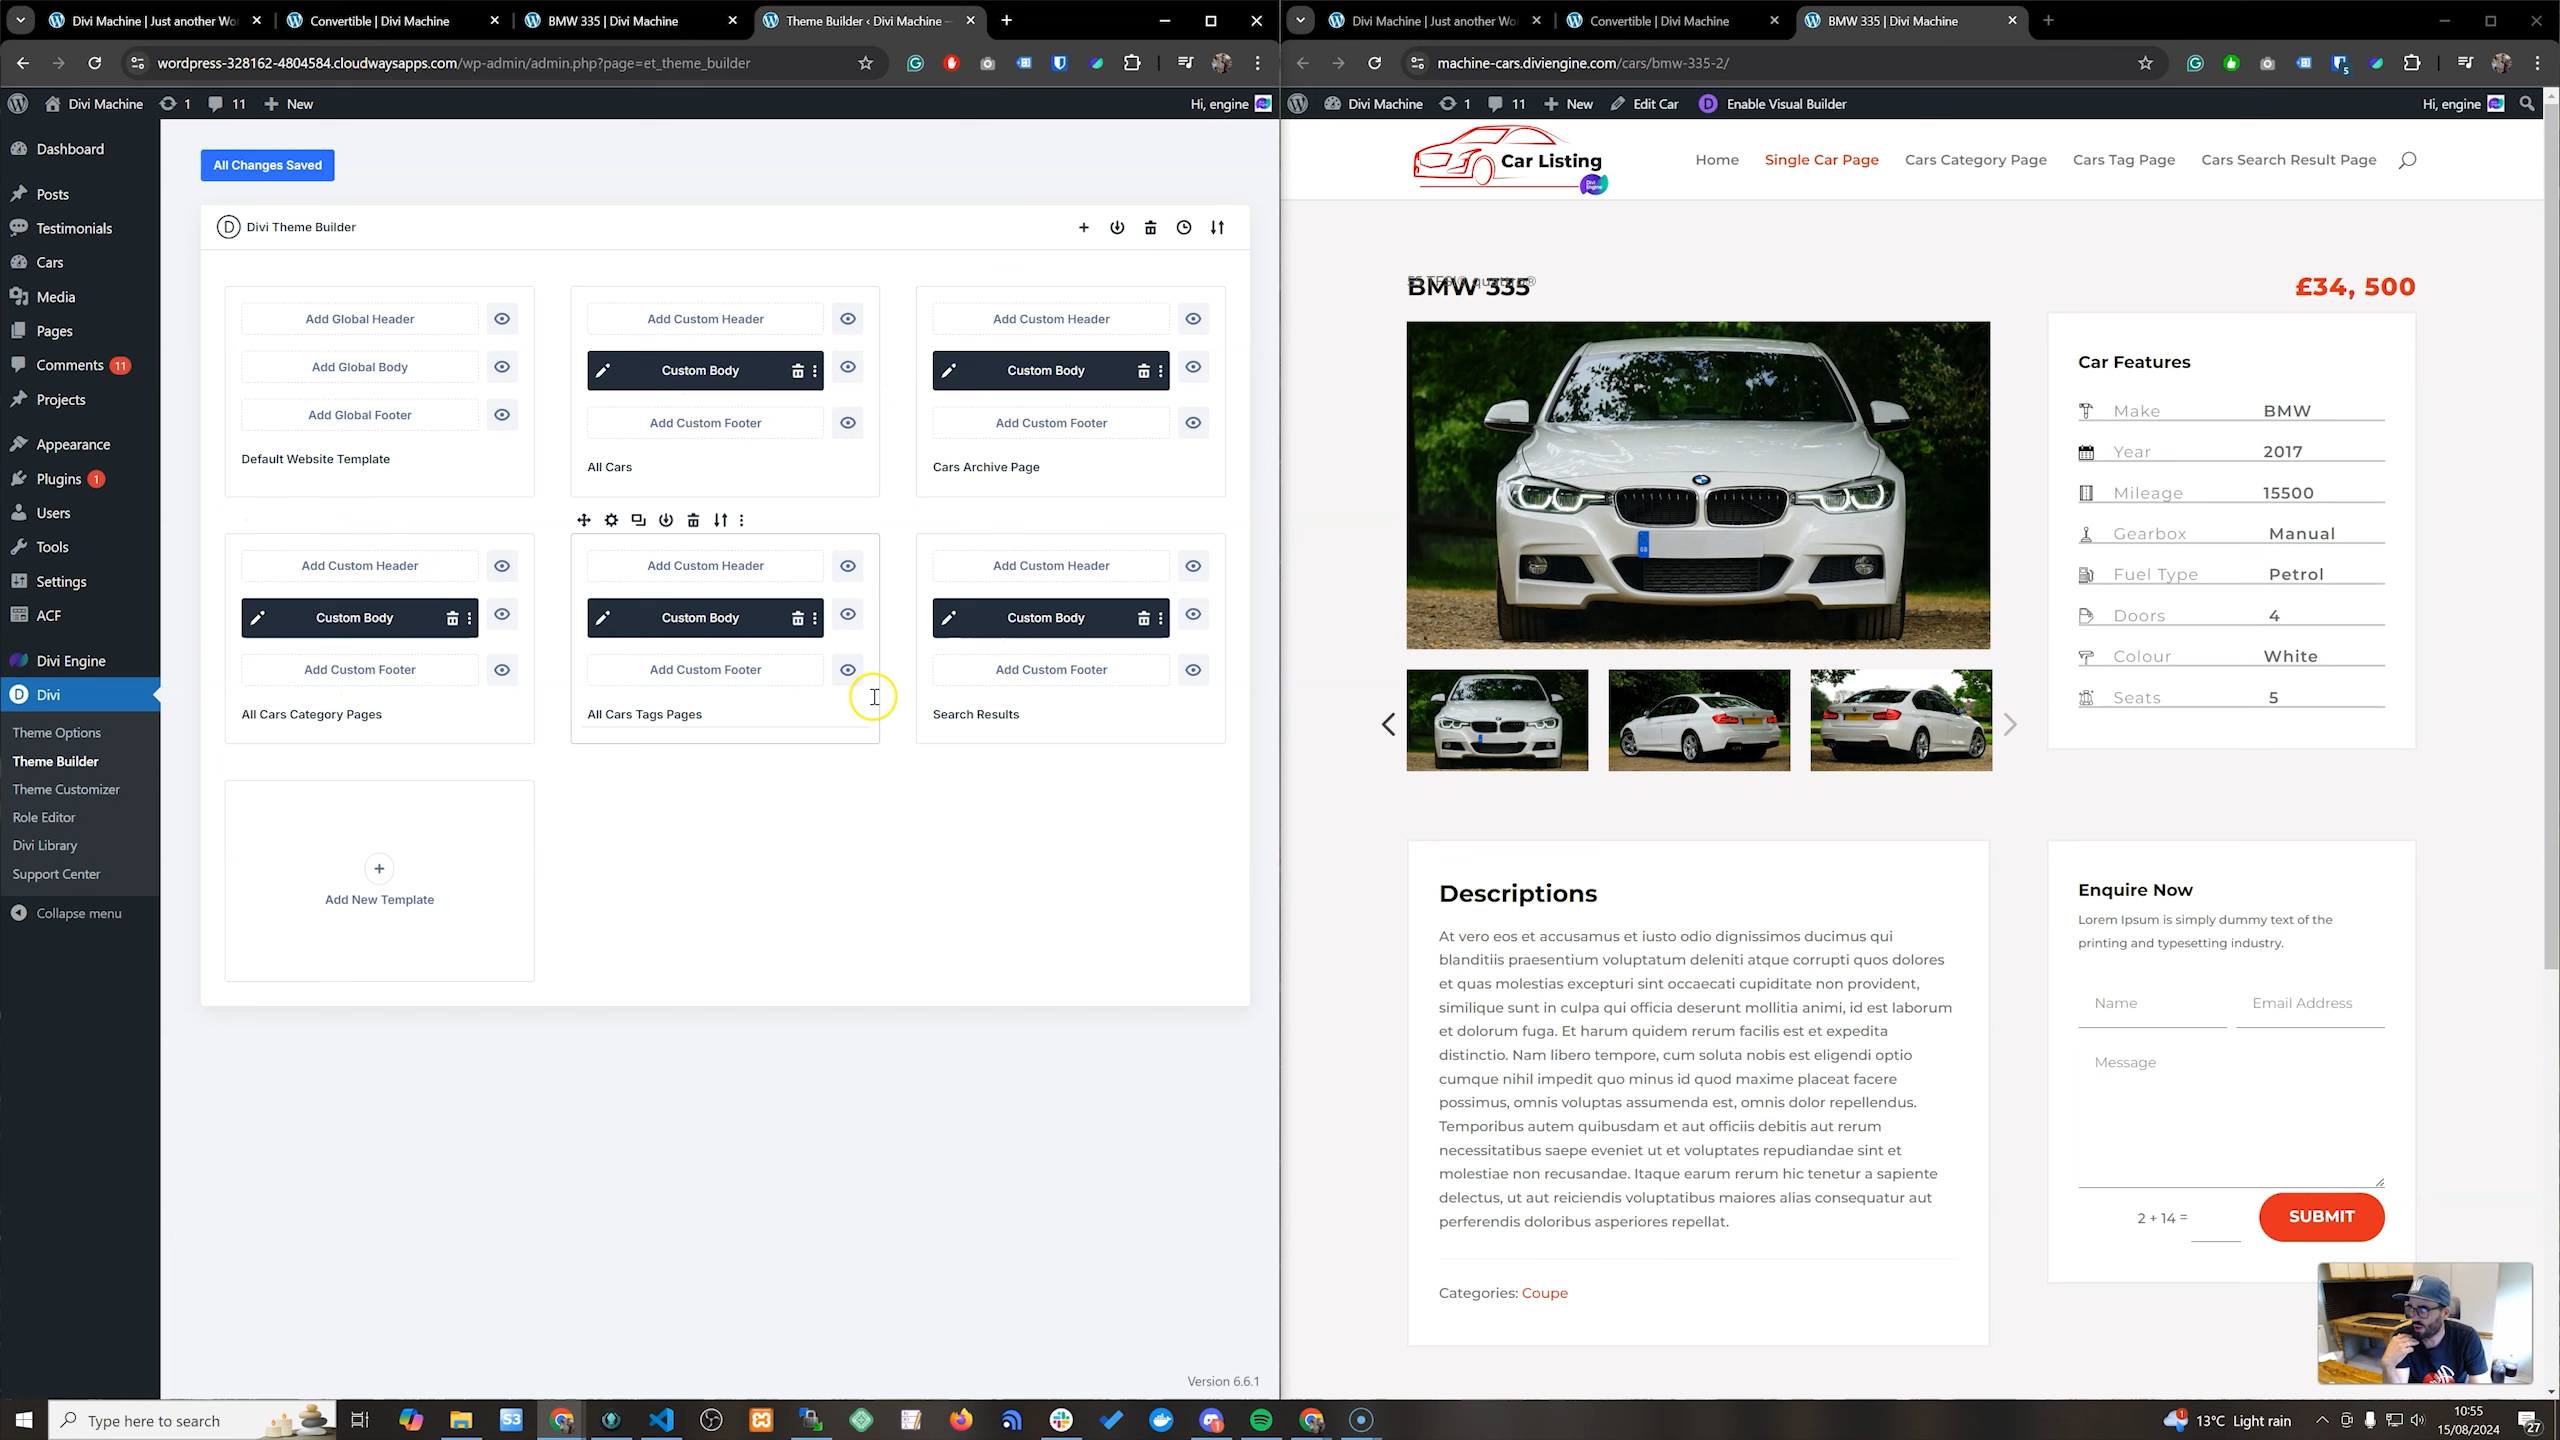 Divi Machine | Just another Wo
Convertible | Divi Machine
BMW 335 | Divi Machine
Theme Builder ‹ Divi Machine —
wordpress-328162-4804584.cloudwaysapps.com/wp-admin/admin.php?page=et_theme_builder
Divi Machine
1
11
New
Hi, engine
Dashboard
Posts
Testimonials
Cars
Media
Pages
Comments 11
Projects
Appearance
Plugins 1
Users
Tools
Settings
ACF
Divi Engine
Divi
Theme Options
Theme Builder
Theme Customizer
Role Editor
Divi Library
Support Center
Collapse menu
All Changes Saved
D Divi Theme Builder
Add Global Header
Add Global Body
Add Global Footer
Default Website Template
Add Custom Header
Custom Body
Add Custom Footer
All Cars
Add Custom Header
Custom Body
Add Custom Footer
Cars Archive Page
Add Custom Header
Custom Body
Add Custom Footer
All Cars Category Pages
Add Custom Header
Custom Body
Add Custom Footer
All Cars Tags Pages
Add Custom Header
Custom Body
Add Custom Footer
Search Results
Add New Template
Version 6.6.1
Divi Machine | Just another Wo
Convertible | Divi Machine
BMW 335 | Divi Machine
machine-cars.diviengine.com/cars/bmw-335-2/
5
Divi Machine
1
11
New
Edit Car
D Enable Visual Builder
Hi, engine
Car Listing
Divi Engine
Home
Single Car Page
Cars Category Page
Cars Tag Page
Cars Search Result Page
BMW 335
£34, 500
Car Features
Make BMW
Year 2017
Mileage 15500
Gearbox Manual
Fuel Type Petrol
Doors 4
Colour White
Seats 5
Descriptions
At vero eos et accusamus et iusto odio dignissimos ducimus qui
blanditiis praesentium voluptatum deleniti atque corrupti quos dolores
et quas molestias excepturi sint occaecati cupiditate non provident,
similique sunt in culpa qui officia deserunt mollitia animi, id est laborum
et dolorum fuga. Et harum quidem rerum facilis est et expedita
distinctio. Nam libero tempore, cum soluta nobis est eligendi optio
cumque nihil impedit quo minus id quod maxime placeat facere
possimus, omnis voluptas assumenda est, omnis dolor repellendus.
Temporibus autem quibusdam et aut officiis debitis aut rerum
necessitatibus saepe eveniet ut et voluptates repudiandae sint et
molestiae non recusandae. Itaque earum rerum hic tenetur a sapiente
delectus, ut aut reiciendis voluptatibus maiores alias consequatur aut
perferendis doloribus asperiores repellat.
Categories: Coupe
Enquire Now
Lorem Ipsum is simply dummy text of the
printing and typesetting industry.
Name
Email Address
Message
2 + 14 =
SUBMIT
Type here to search
S3
1
13°C Light rain
10:55
15/08/2024
27